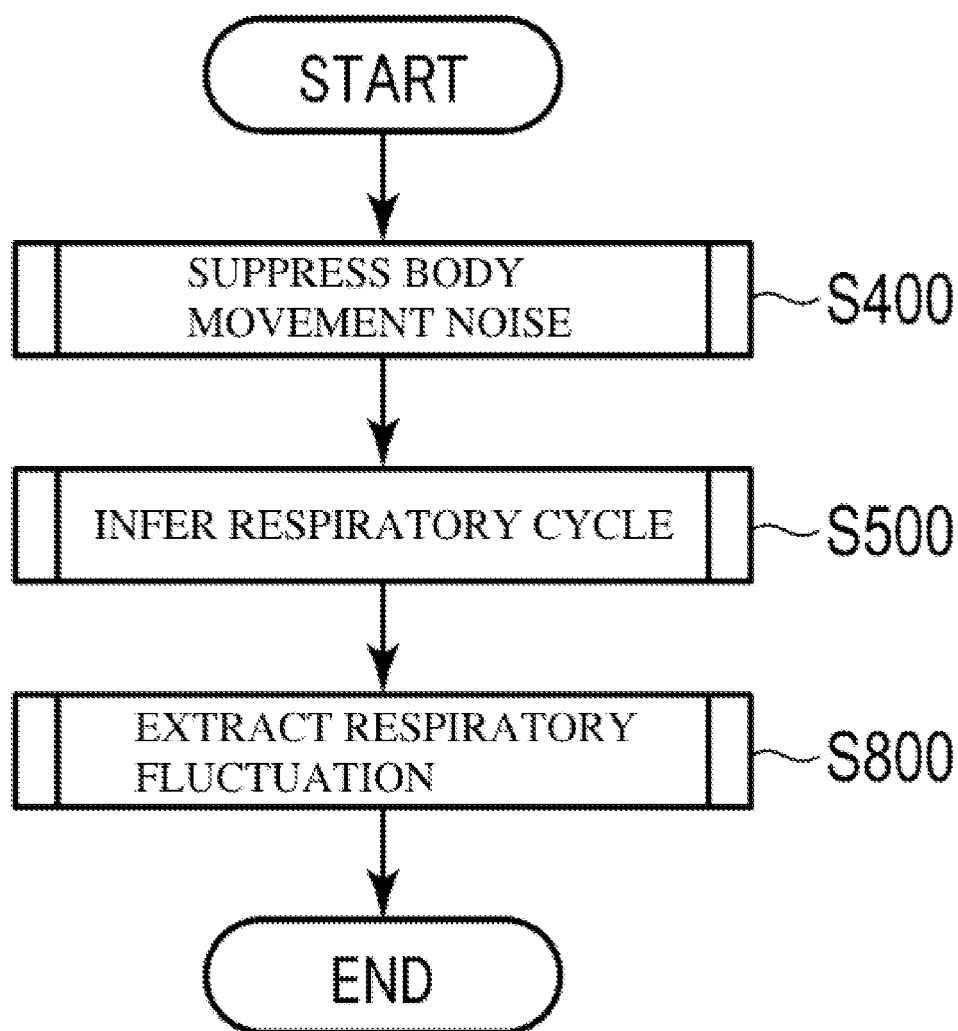 START
SUPPRESS BODY
MOVEMENT NOISE
S400
INFER RESPIRATORY CYCLE
S500
EXTRACT RESPIRATORY
FLUCTUATION
S800
END